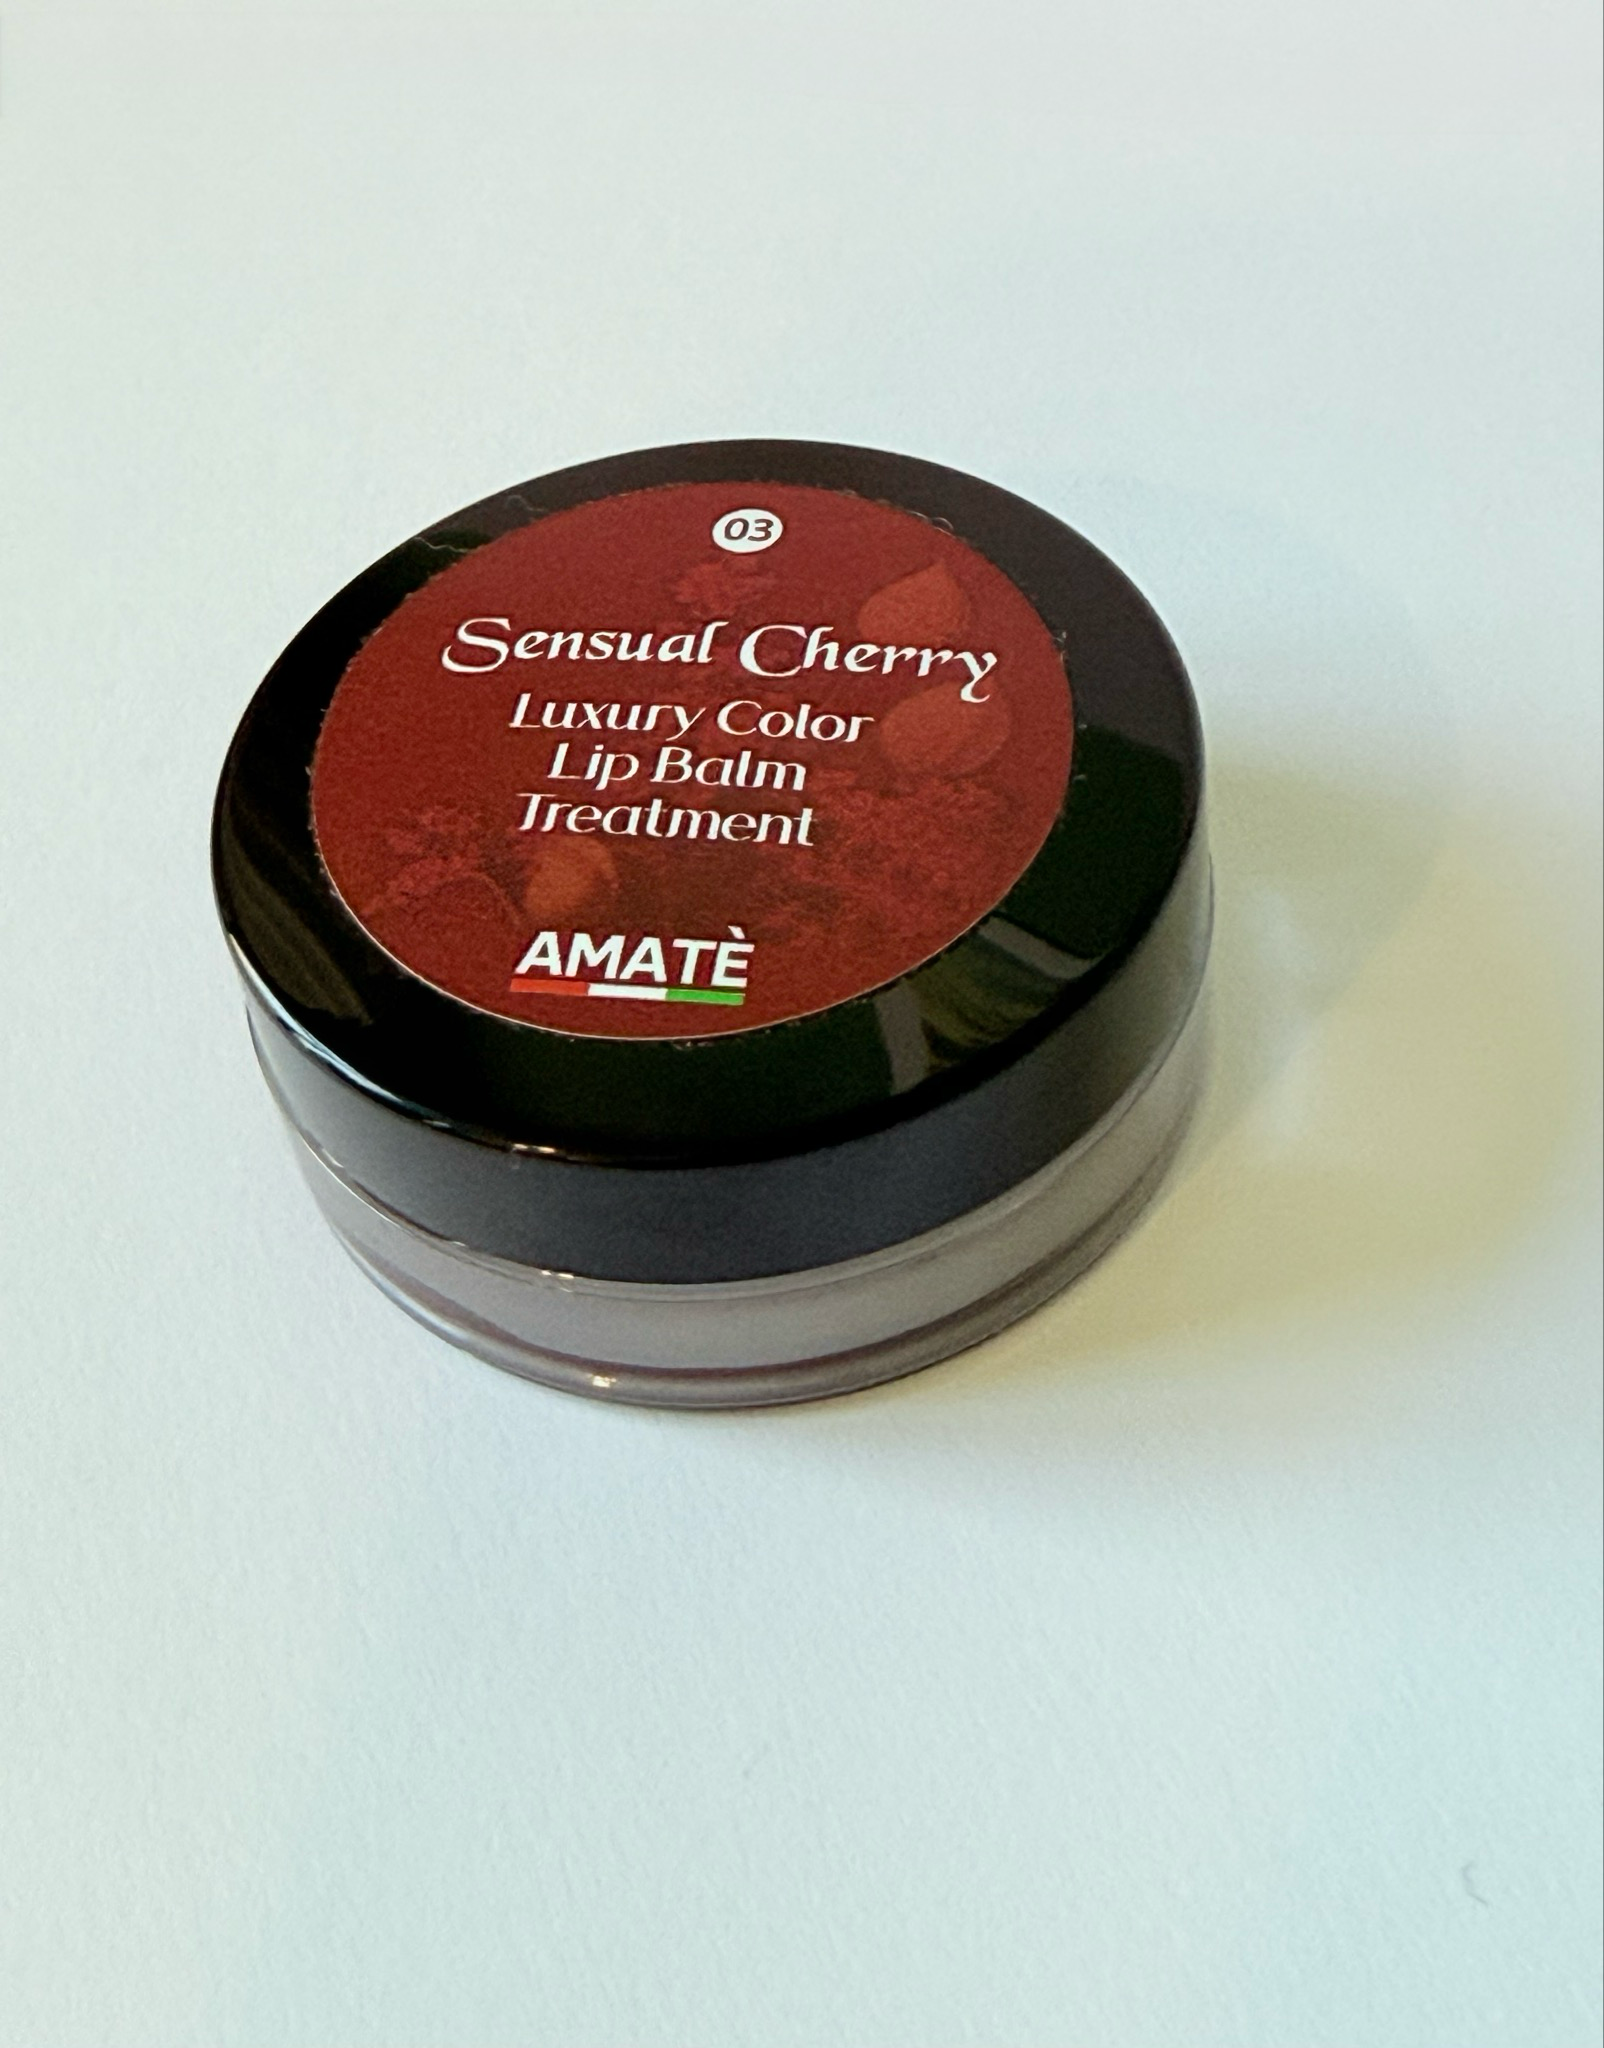 03
Sensual Cherry
Luxury Color
Lip Balm
Treatment
AMATÈ